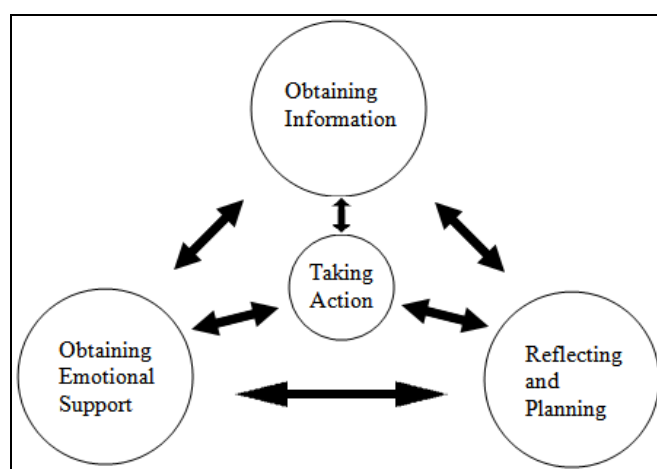 Obtaining
Information
Taking
Action
Obtaining
Emotional
Support
Reflecting
and
Planning